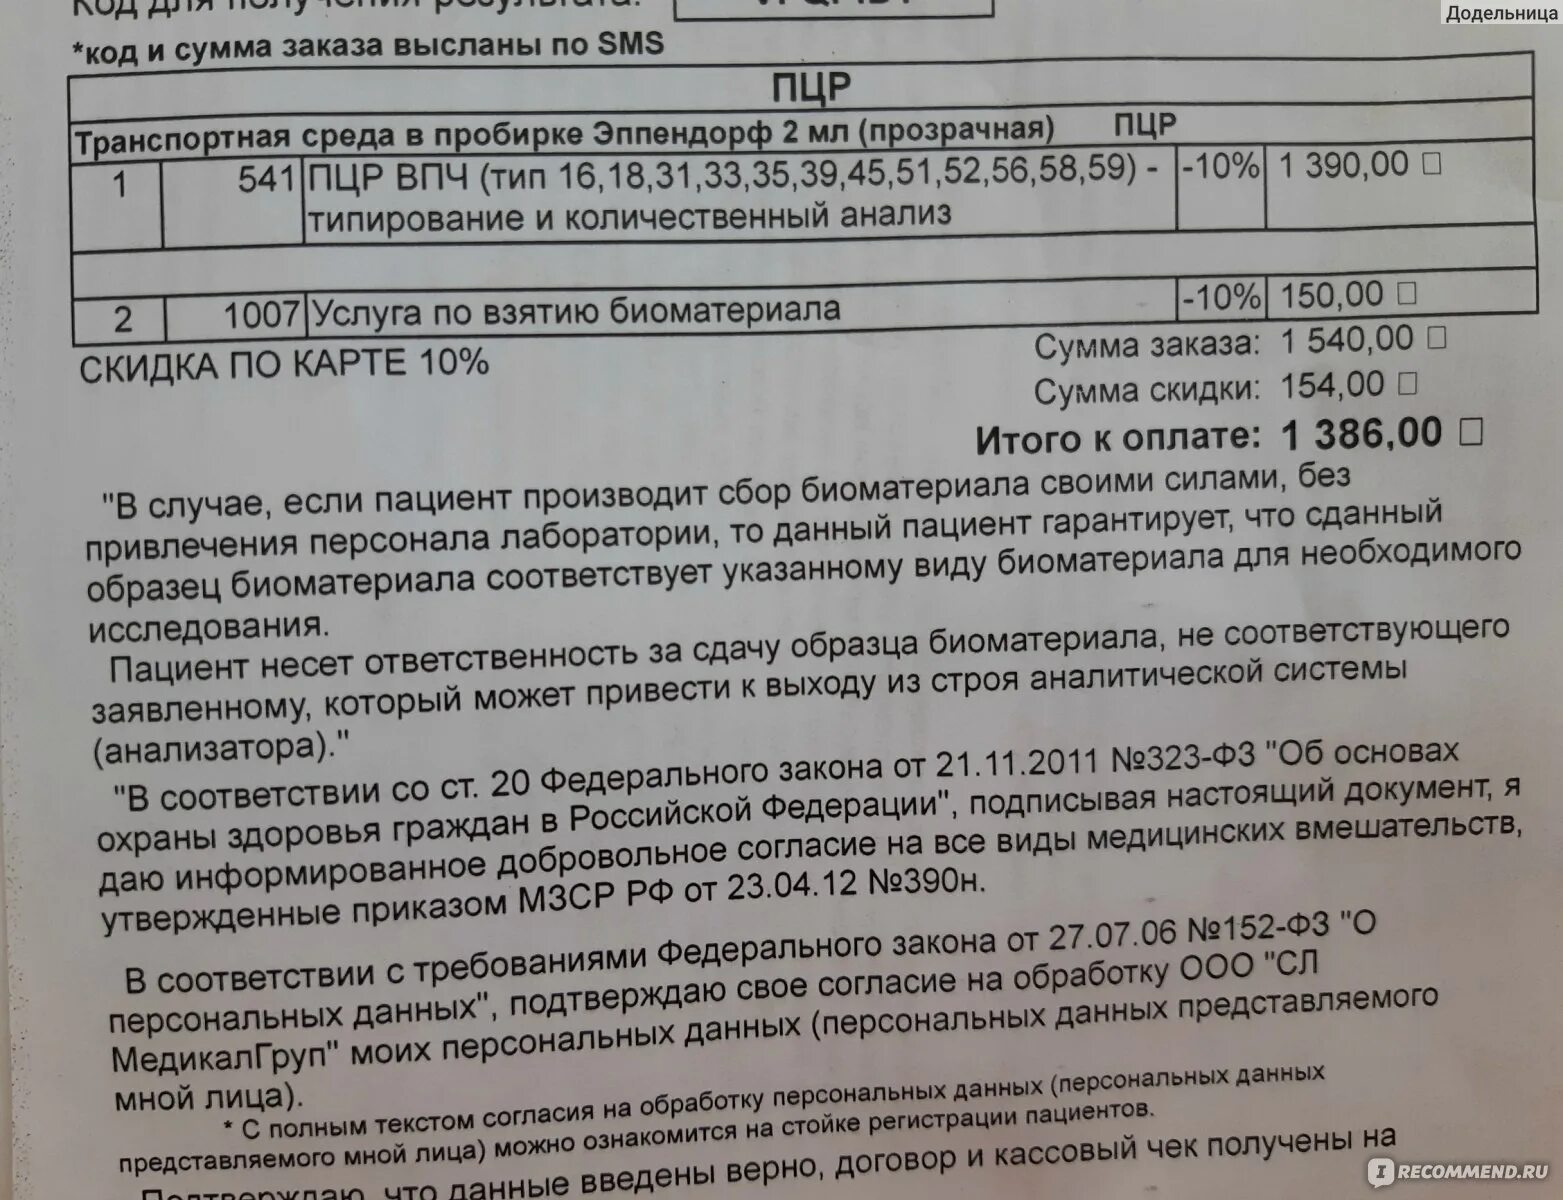 Додельница
Код для получения результата:
*код и сумма заказа высланы по SMS
ПЦР
Транспортная среда в пробирке Эппендорф 2 мл (прозрачная) ПЦР
1 541 ПЦР ВПЧ (тип 16,18,31,33,35,39,45,51,52,56,58,59) - -10% 1 390,00
типирование и количественный анализ
2 1007 Услуга по взятию биоматериала -10% 150,00
СКИДКА ПО КАРТЕ 10% Сумма заказа: 1 540,00
Сумма скидки: 154,00
Итого к оплате: 1 386,00
"В случае, если пациент производит сбор биоматериала своими силами, без
привлечения персонала лаборатории, то данный пациент гарантирует, что сданный
образец биоматериала соответствует указанному виду биоматериала для необходимого
исследования.
Пациент несет ответственность за сдачу образца биоматериала, не соответствующего
заявленному, который может привести к выходу из строя аналитической системы
(анализатора)."
"В соответствии со ст. 20 Федерального закона от 21.11.2011 №323-ФЗ "Об основах
охраны здоровья граждан в Российской Федерации", подписывая настоящий документ, я
даю информированное добровольное согласие на все виды медицинских вмешательств,
утвержденные приказом МЗСР РФ от 23.04.12 №390н.
В соответствии с требованиями Федерального закона от 27.07.06 №152-ФЗ "О
персональных данных", подтверждаю свое согласие на обработку ООО "СЛ
МедикалГруп" моих персональных данных (персональных данных представляемого
мной лица).
* С полным текстом согласия на обработку персональных данных (персональных данных
представляемого мной лица) можно ознакомится на стойке регистрации пациентов.
Подтверждаю, что данные введены верно, договор и кассовый чек получены на
IRECOMMEND.RU